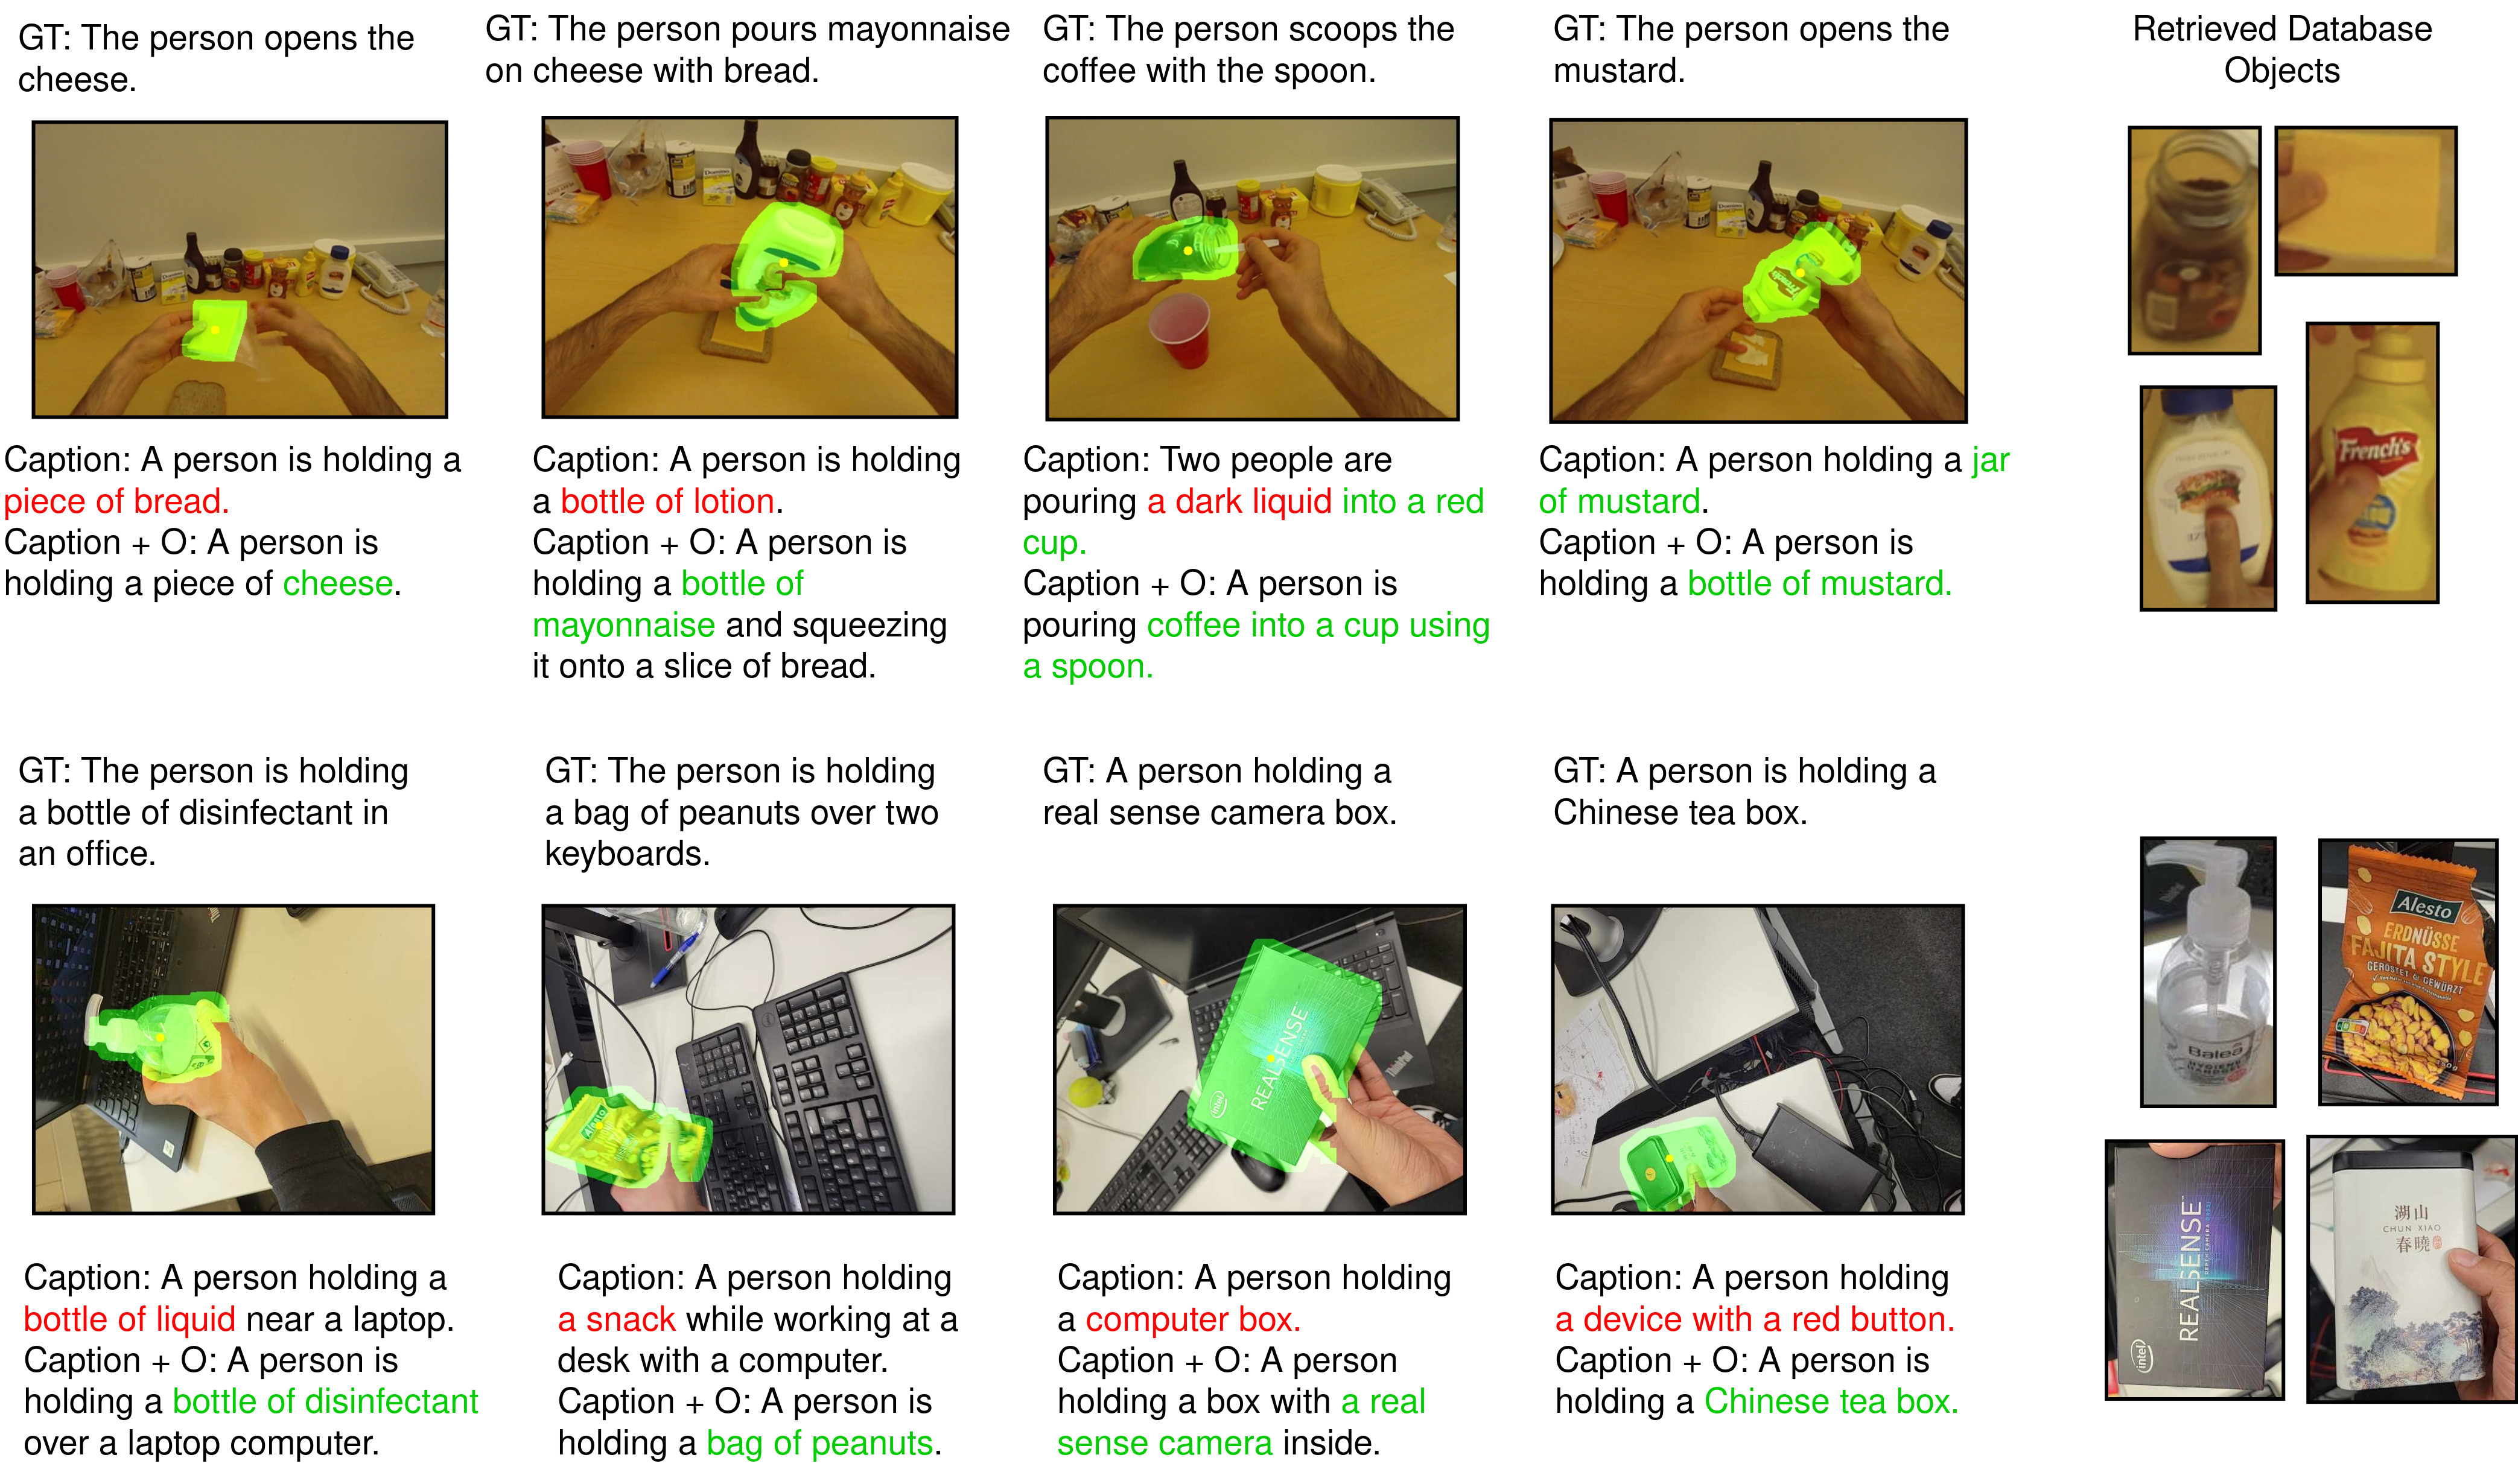 GT: The person opens the
cheese.
GT: The person pours mayonnaise
on cheese with bread.
GT: The person scoops the
coffee with the spoon.
GT: The person opens the
mustard.
Retrieved Database
Objects
French's
Caption: A person is holding a
piece of bread.
Caption + O: A person is
holding a piece of cheese.
Caption: A person is holding
a bottle of lotion.
Caption + O: A person is
holding a bottle of
mayonnaise and squeezing
it onto a slice of bread.
Caption: Two people are
pouring a dark liquid into a red
cup.
Caption + O: A person is
pouring coffee into a cup using
a spoon.
Caption: A person holding a jar
of mustard.
Caption + O: A person is
holding a bottle of mustard.
French's
GT: The person is holding
a bottle of disinfectant in
an office.
GT: The person is holding
a bag of peanuts over two
keyboards.
GT: A person holding a
real sense camera box.
GT: A person is holding a
Chinese tea box.
Alesto
intel
REALSENSE
ThinkPad
Balea
Alesto
ERDNÜSSE
FAJITA STYLE
GERÖSTET & GEWÜRZT
intel
REALSENSE
湖山
CHUN XIAO
春曉
Caption: A person holding a
bottle of liquid near a laptop.
Caption + O: A person is
holding a bottle of disinfectant
over a laptop computer.
Caption: A person holding
a snack while working at a
desk with a computer.
Caption + O: A person is
holding a bag of peanuts.
Caption: A person holding
a computer box.
Caption + O: A person
holding a box with a real
sense camera inside.
Caption: A person holding
a device with a red button.
Caption + O: A person is
holding a Chinese tea box.